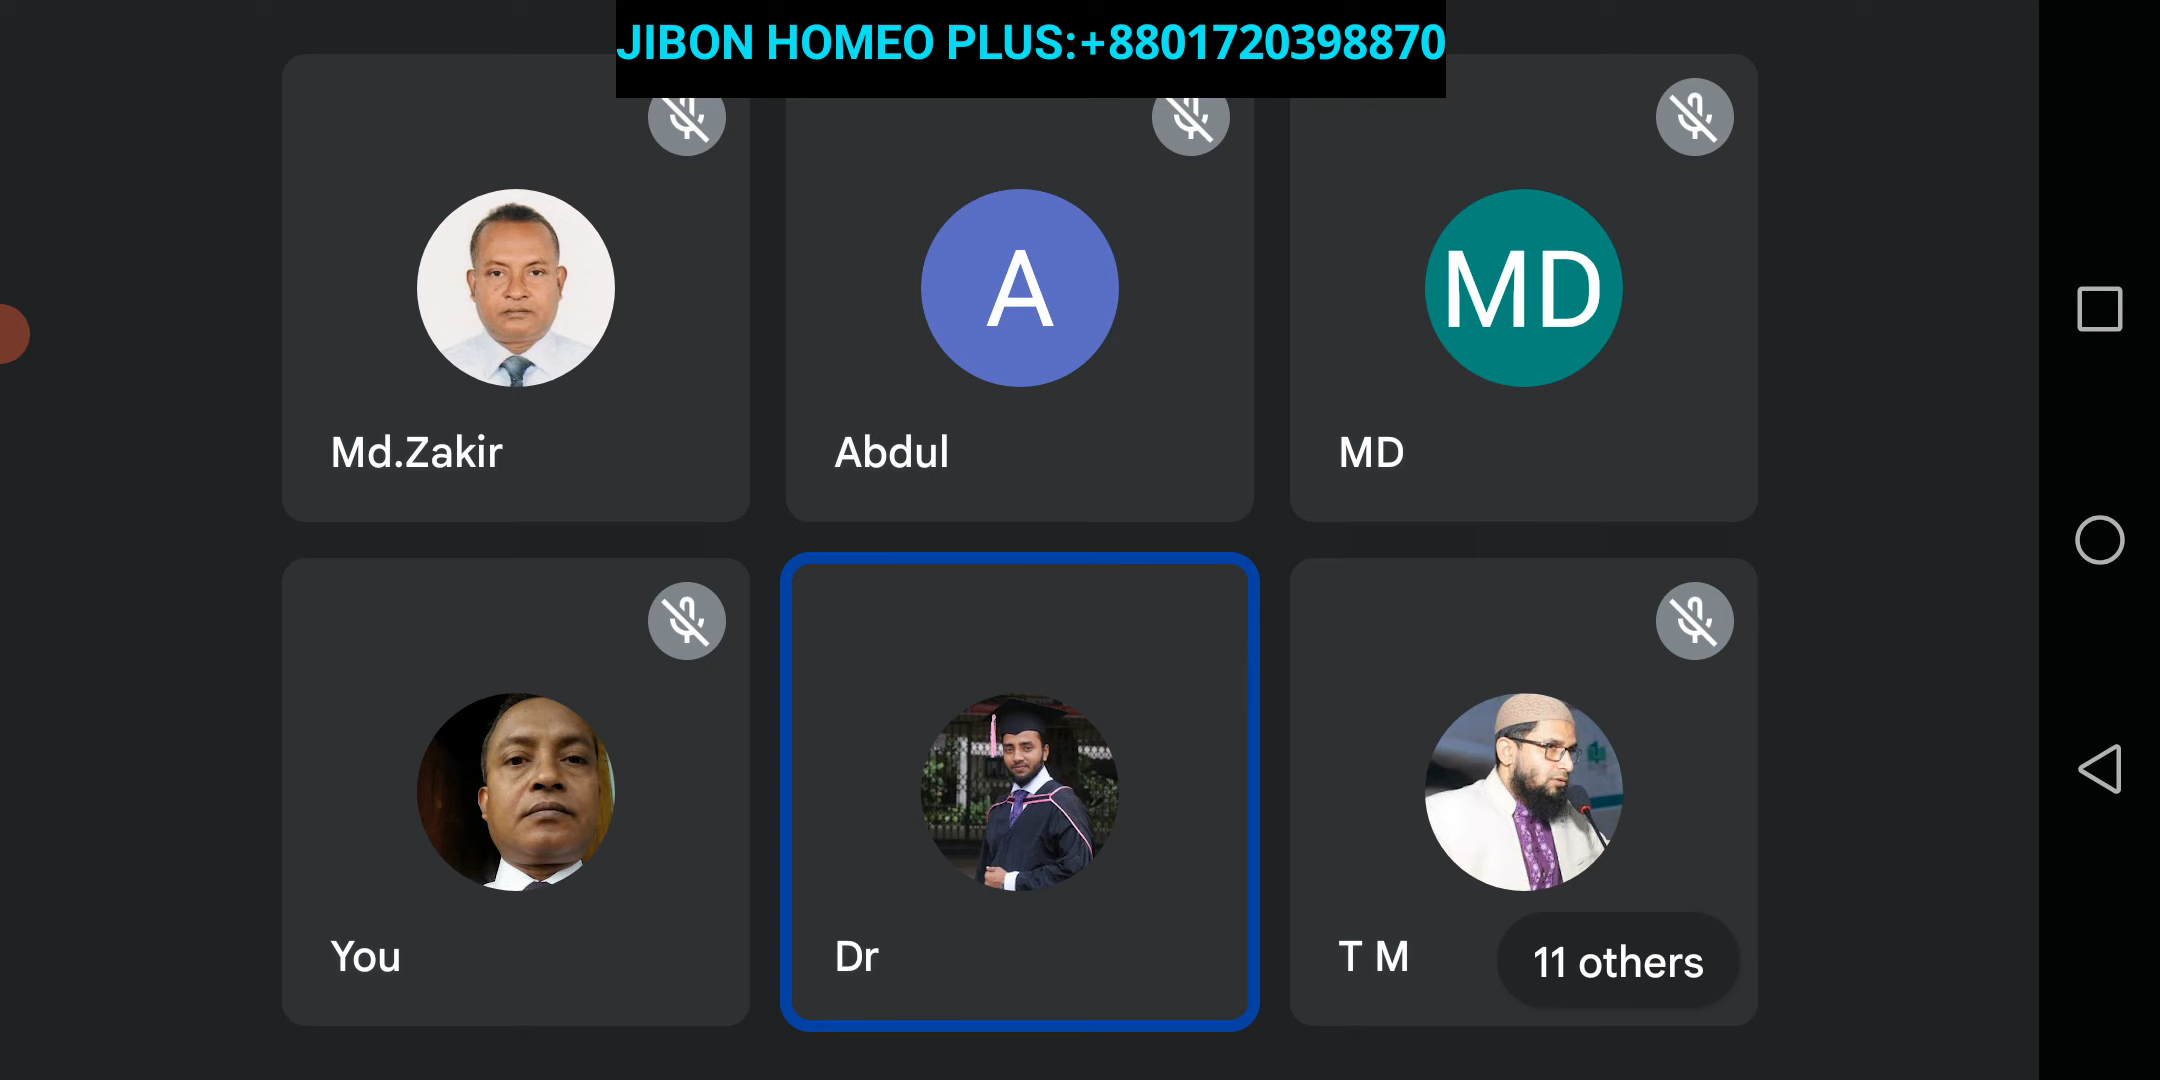 JIBON HOMEO PLUS:+8801720398870
A
MD
Md.Zakir
Abdul
MD
You
Dr
T M
11 others